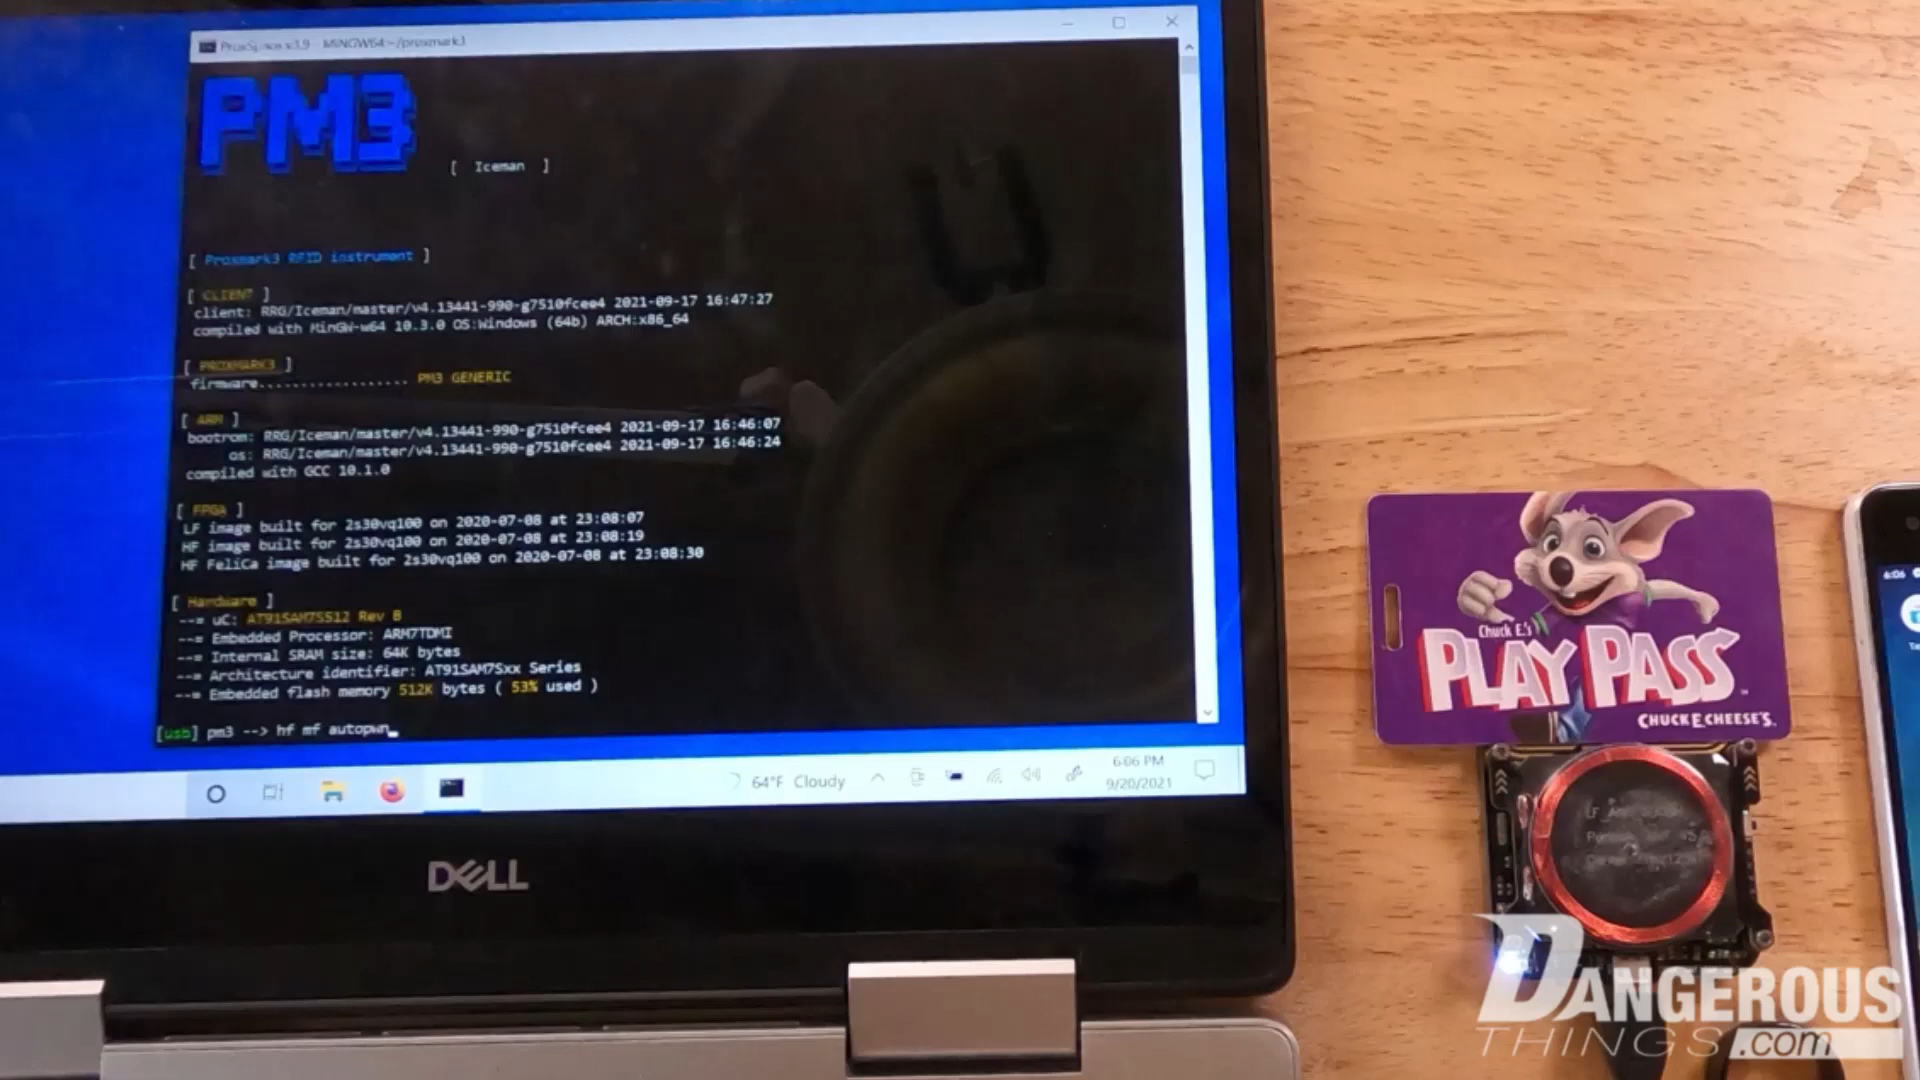 ProxSpace v3.9 - MINGW64:~/proxmark3
PM3
[ Iceman ]
[ Proxmark3 RFID instrument ]
[ CLIENT ]
client: RRG/Iceman/master/v4.13441-990-g7510fcee4 2021-09-17 16:47:27
compiled with MinGW-w64 10.3.0 OS:Windows (64b) ARCH:x86_64
[ PROXMARK3 ]
firmware.................. PM3 GENERIC
[ ARM ]
bootrom: RRG/Iceman/master/v4.13441-990-g7510fcee4 2021-09-17 16:46:07
os: RRG/Iceman/master/v4.13441-990-g7510fcee4 2021-09-17 16:46:24
compiled with GCC 10.1.0
[ FPGA ]
LF image built for 2s30vq100 on 2020-07-08 at 23:08:07
HF image built for 2s30vq100 on 2020-07-08 at 23:08:19
HF FeliCa image built for 2s30vq100 on 2020-07-08 at 23:08:30
[ Hardware ]
--= uC: AT91SAM7S512 Rev B
--= Embedded Processor: ARM7TDMI
--= Internal SRAM size: 64K bytes
--= Architecture identifier: AT91SAM7Sxx Series
--= Embedded flash memory 512K bytes ( 53% used )
[usb] pm3 --> hf mf autopwn_
64°F Cloudy
6:06 PM
9/20/2021
DELL
Chuck E.'s
PLAY PASS
CHUCK E. CHEESE'S.
6:06
DANGEROUS
THINGS.com